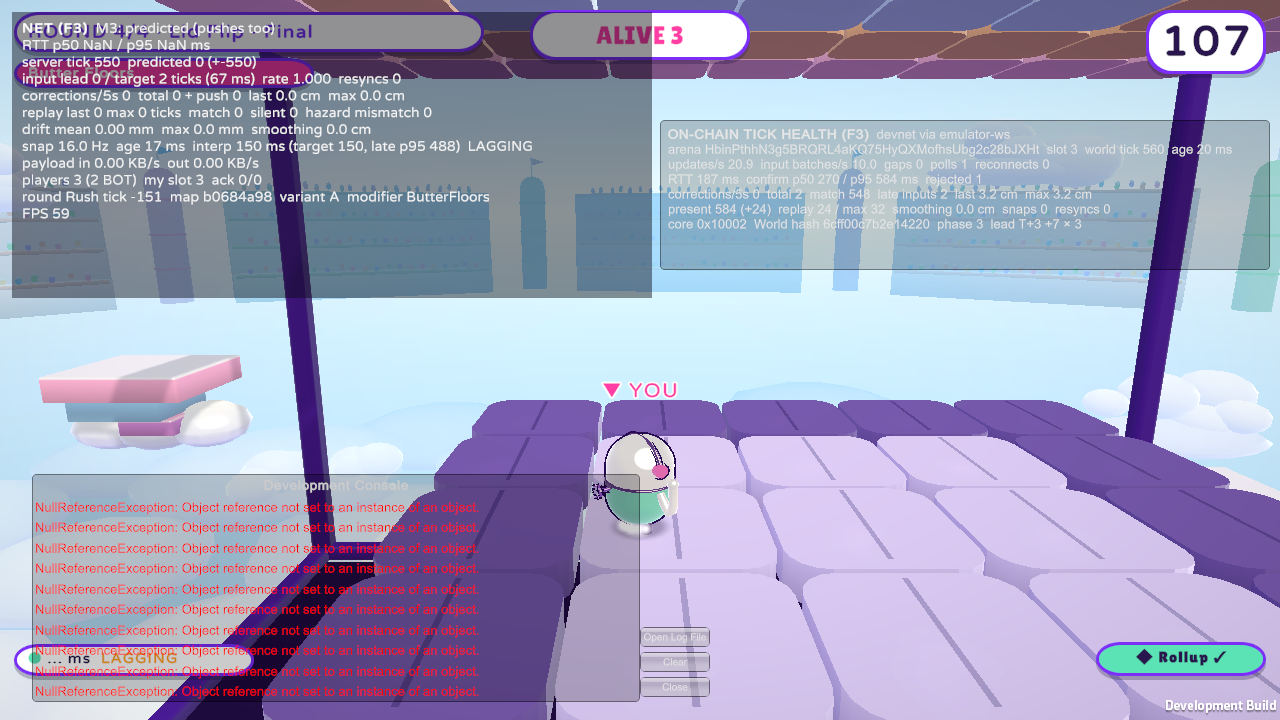 NET (F3) M3: predicted (pushes too)
RTT p50 NaN / p95 NaN ms
server tick 550 predicted 0 (+-550)
input lead 0 / target 2 ticks (67 ms) rate 1.000 resyncs 0
corrections/5s 0 total 0 + push 0 last 0.0 cm max 0.0 cm
replay last 0 max 0 ticks match 0 silent 0 hazard mismatch 0
drift mean 0.00 mm max 0.0 mm smoothing 0.0 cm
snap 16.0 Hz age 17 ms interp 150 ms (target 150, late p95 488) LAGGING
payload in 0.00 KB/s out 0.00 KB/s
players 3 (2 BOT) my slot 3 ack 0/0
round Rush tick -151 map b0684a98 variant A modifier ButterFloors
FPS 59
Final
Butter Floors
ALIVE 3
107
ON-CHAIN TICK HEALTH (F3) devnet via emulator-ws
arena HbinPthhN3g5BRQRL4aKQ75HyQXMofhsUbg2c28bJXHt slot 3 world tick 560 age 20 ms
updates/s 20.9 input batches/s 10.0 gaps 0 polls 1 reconnects 0
RTT 187 ms confirm p50 270 / p95 584 ms rejected 1
corrections/5s 0 total 2 match 548 late inputs 2 last 3.2 cm max 3.2 cm
present 584 (+24) replay 24 / max 32 smoothing 0.0 cm snaps 0 resyncs 0
core 0x10002 World hash 6cff00c7b2e14220 phase 3 lead T+3 +7 × 3
▼ YOU
Development Console
NullReferenceException: Object reference not set to an instance of an object.
NullReferenceException: Object reference not set to an instance of an object.
NullReferenceException: Object reference not set to an instance of an object.
NullReferenceException: Object reference not set to an instance of an object.
NullReferenceException: Object reference not set to an instance of an object.
NullReferenceException: Object reference not set to an instance of an object.
NullReferenceException: Object reference not set to an instance of an object.
NullReferenceException: Object reference not set to an instance of an object.
NullReferenceException: Object reference not set to an instance of an object.
NullReferenceException: Object reference not set to an instance of an object.
Open Log File
Clear
Close
... ms LAGGING
◆ Rollup ✓
Development Build